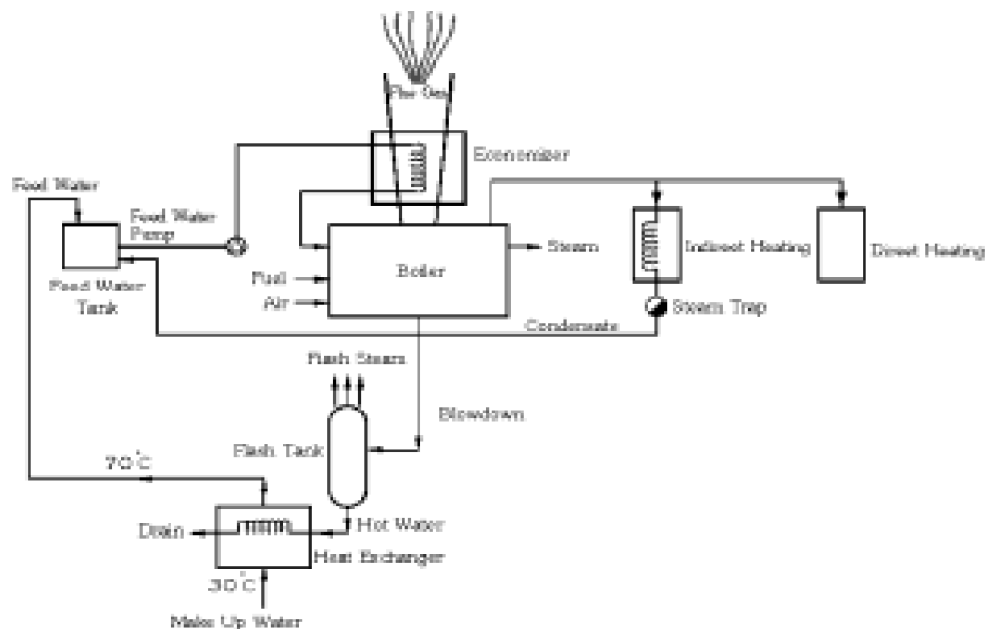 Flue Gas
Economizer
Feed Water
Feed Water
Pump
Feed Water
Tank
Fuel
Air
Boiler
Steam
Indirect Heating
Direct Heating
Steam Trap
Condensate
Flash Steam
Blowdown
Flash Tank
70°C
Hot Water
Drain
Heat Exchanger
30°C
Make Up Water